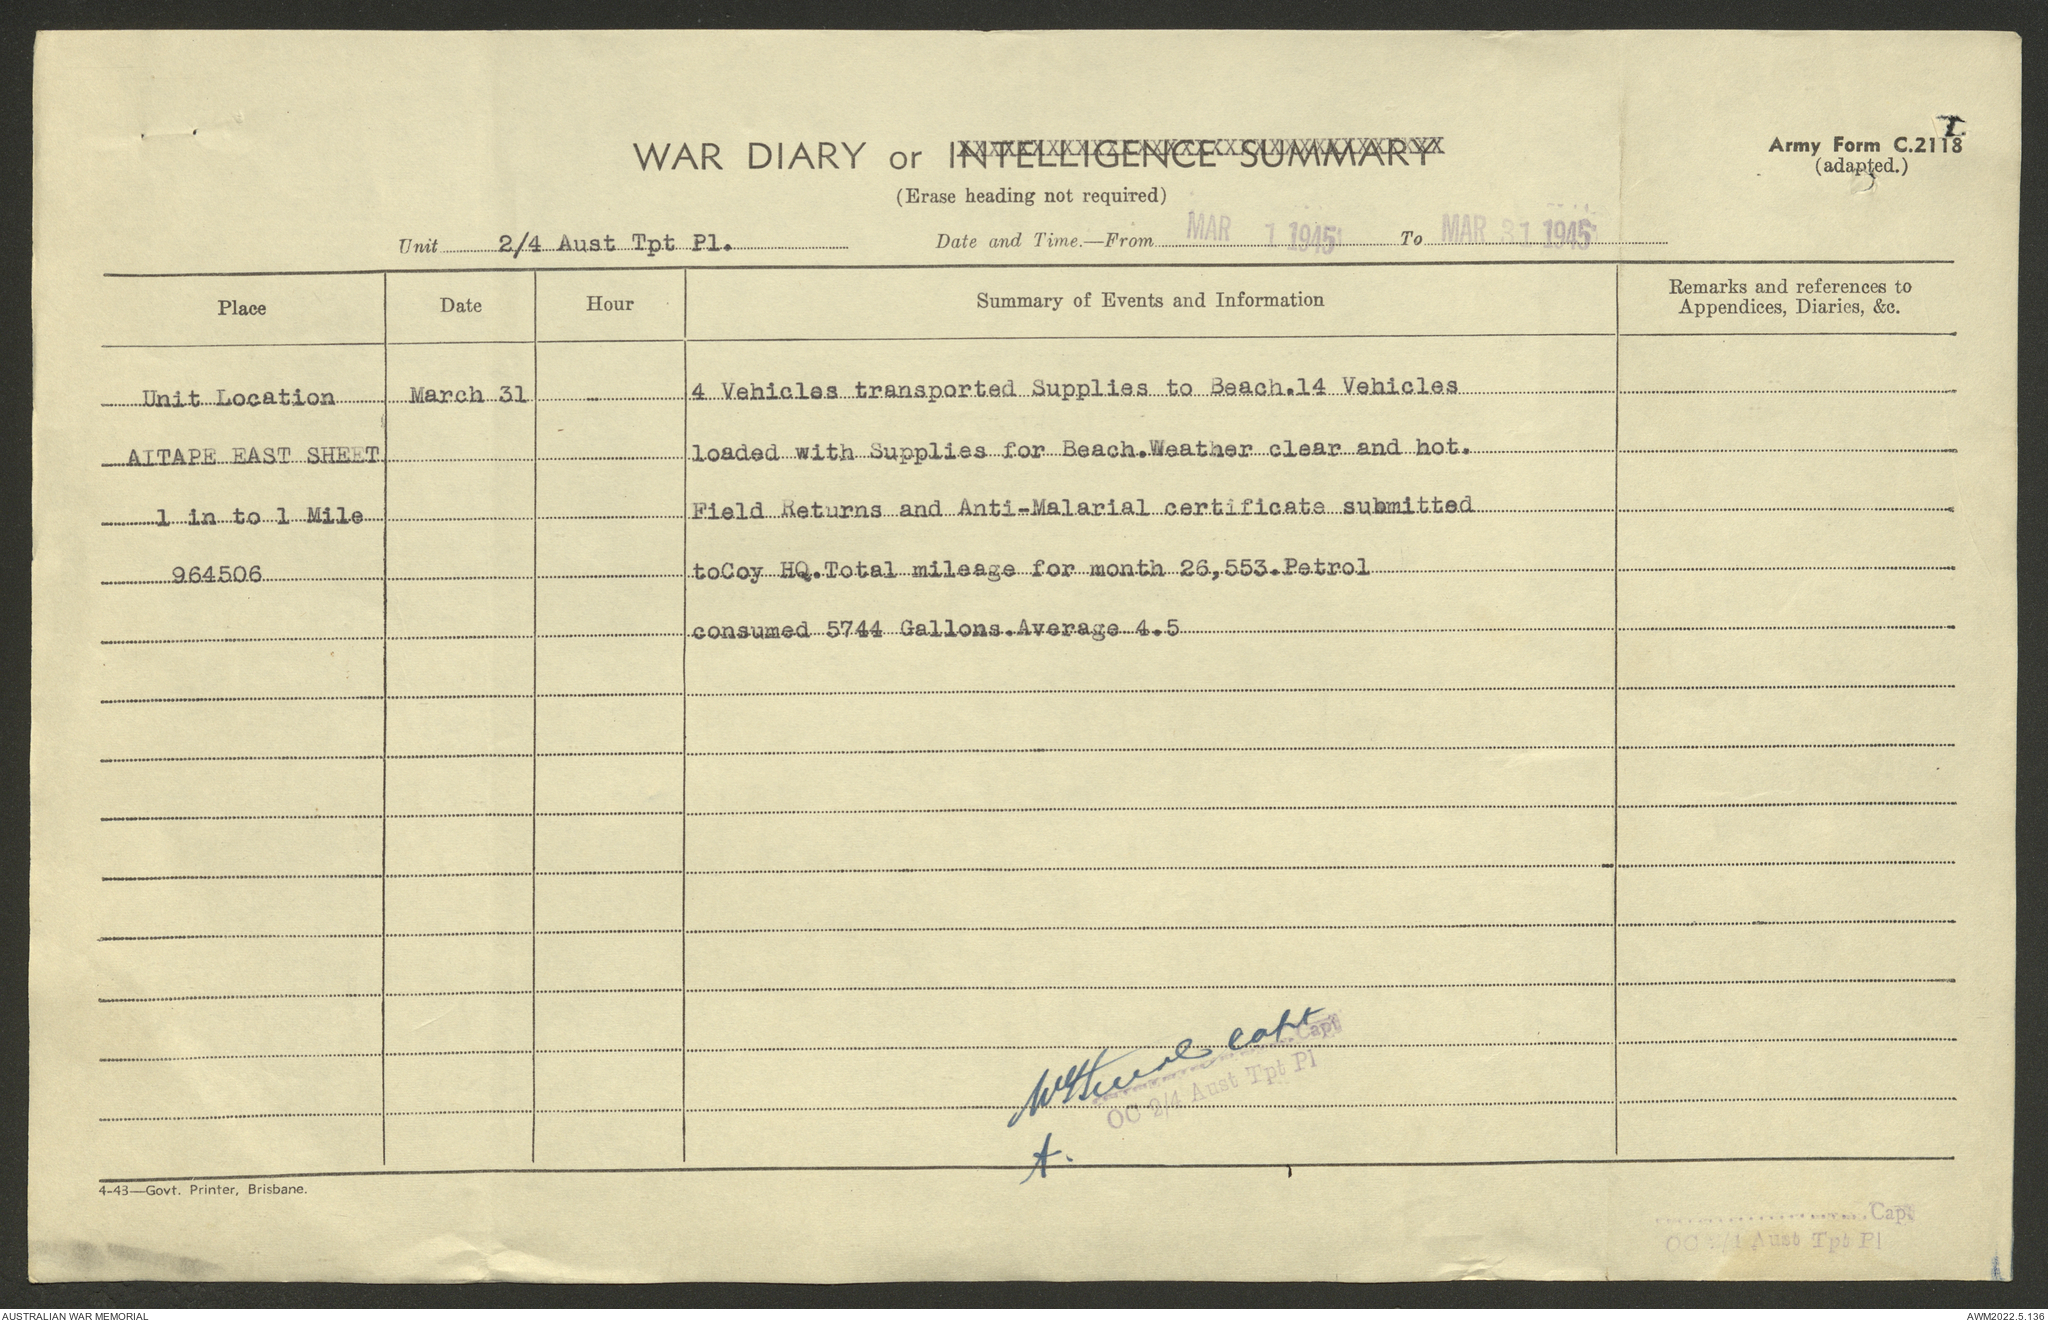 WAR DIARY or INTELLIGENCE SUMMARY
(Erase heading not required)
Army Form C.2118
(adapted.)
Unit 2/4 Aust Tpt Pl.
Date and Time.—From MAR 1 1945 To MAR 31 1945
Place
Date
Hour
Summary of Events and Information
Remarks and references to
Appendices, Diaries, &c.
Unit Location March 31 4 Vehicles transported Supplies to Beach.14 Vehicles
AITAPE EAST SHEET loaded with Supplies for Beach.Weather clear and hot.
1 in to 1 Mile Field Returns and Anti-Malarial certificate submitted
964506 toCoy HQ.Total mileage for month 26,553.Petrol
consumed 5744 Gallons.Average 4.5
Capt
Capt
OC 2/4 Aust Tpt Pl
A.
4-43—Govt. Printer, Brisbane.
Capt
OC 2/4 Aust Tpt Pl
AUSTRALIAN WAR MEMORIAL
AWM2022.5.136